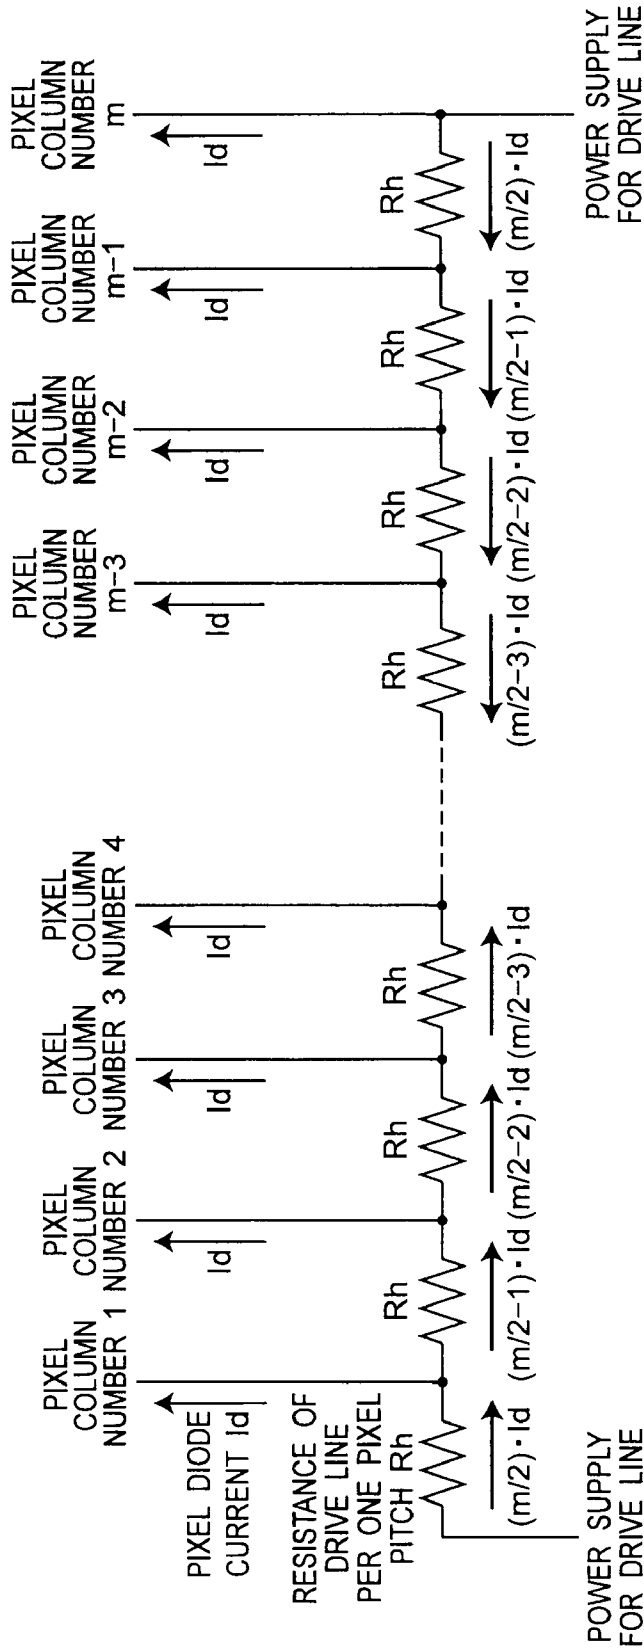 PIXEL
COLUMN
NUMBER 1
PIXEL
COLUMN
NUMBER 2
PIXEL
COLUMN
NUMBER 3
PIXEL
COLUMN
NUMBER 4
PIXEL
COLUMN
NUMBER
m-3
PIXEL
COLUMN
NUMBER
m-2
PIXEL
COLUMN
NUMBER
m-1
PIXEL
COLUMN
NUMBER
m
PIXEL DIODE
CURRENT Id
Id
Id
Id
Id
Id
Id
Id
RESISTANCE OF
DRIVE LINE
PER ONE PIXEL
PITCH Rh
Rh
Rh
Rh
Rh
Rh
Rh
Rh
(m/2)·Id
(m/2-1)·Id
(m/2-2)·Id
(m/2-3)·Id
(m/2-3)·Id
(m/2-2)·Id
(m/2-1)·Id
(m/2)·Id
POWER SUPPLY
FOR DRIVE LINE
POWER SUPPLY
FOR DRIVE LINE